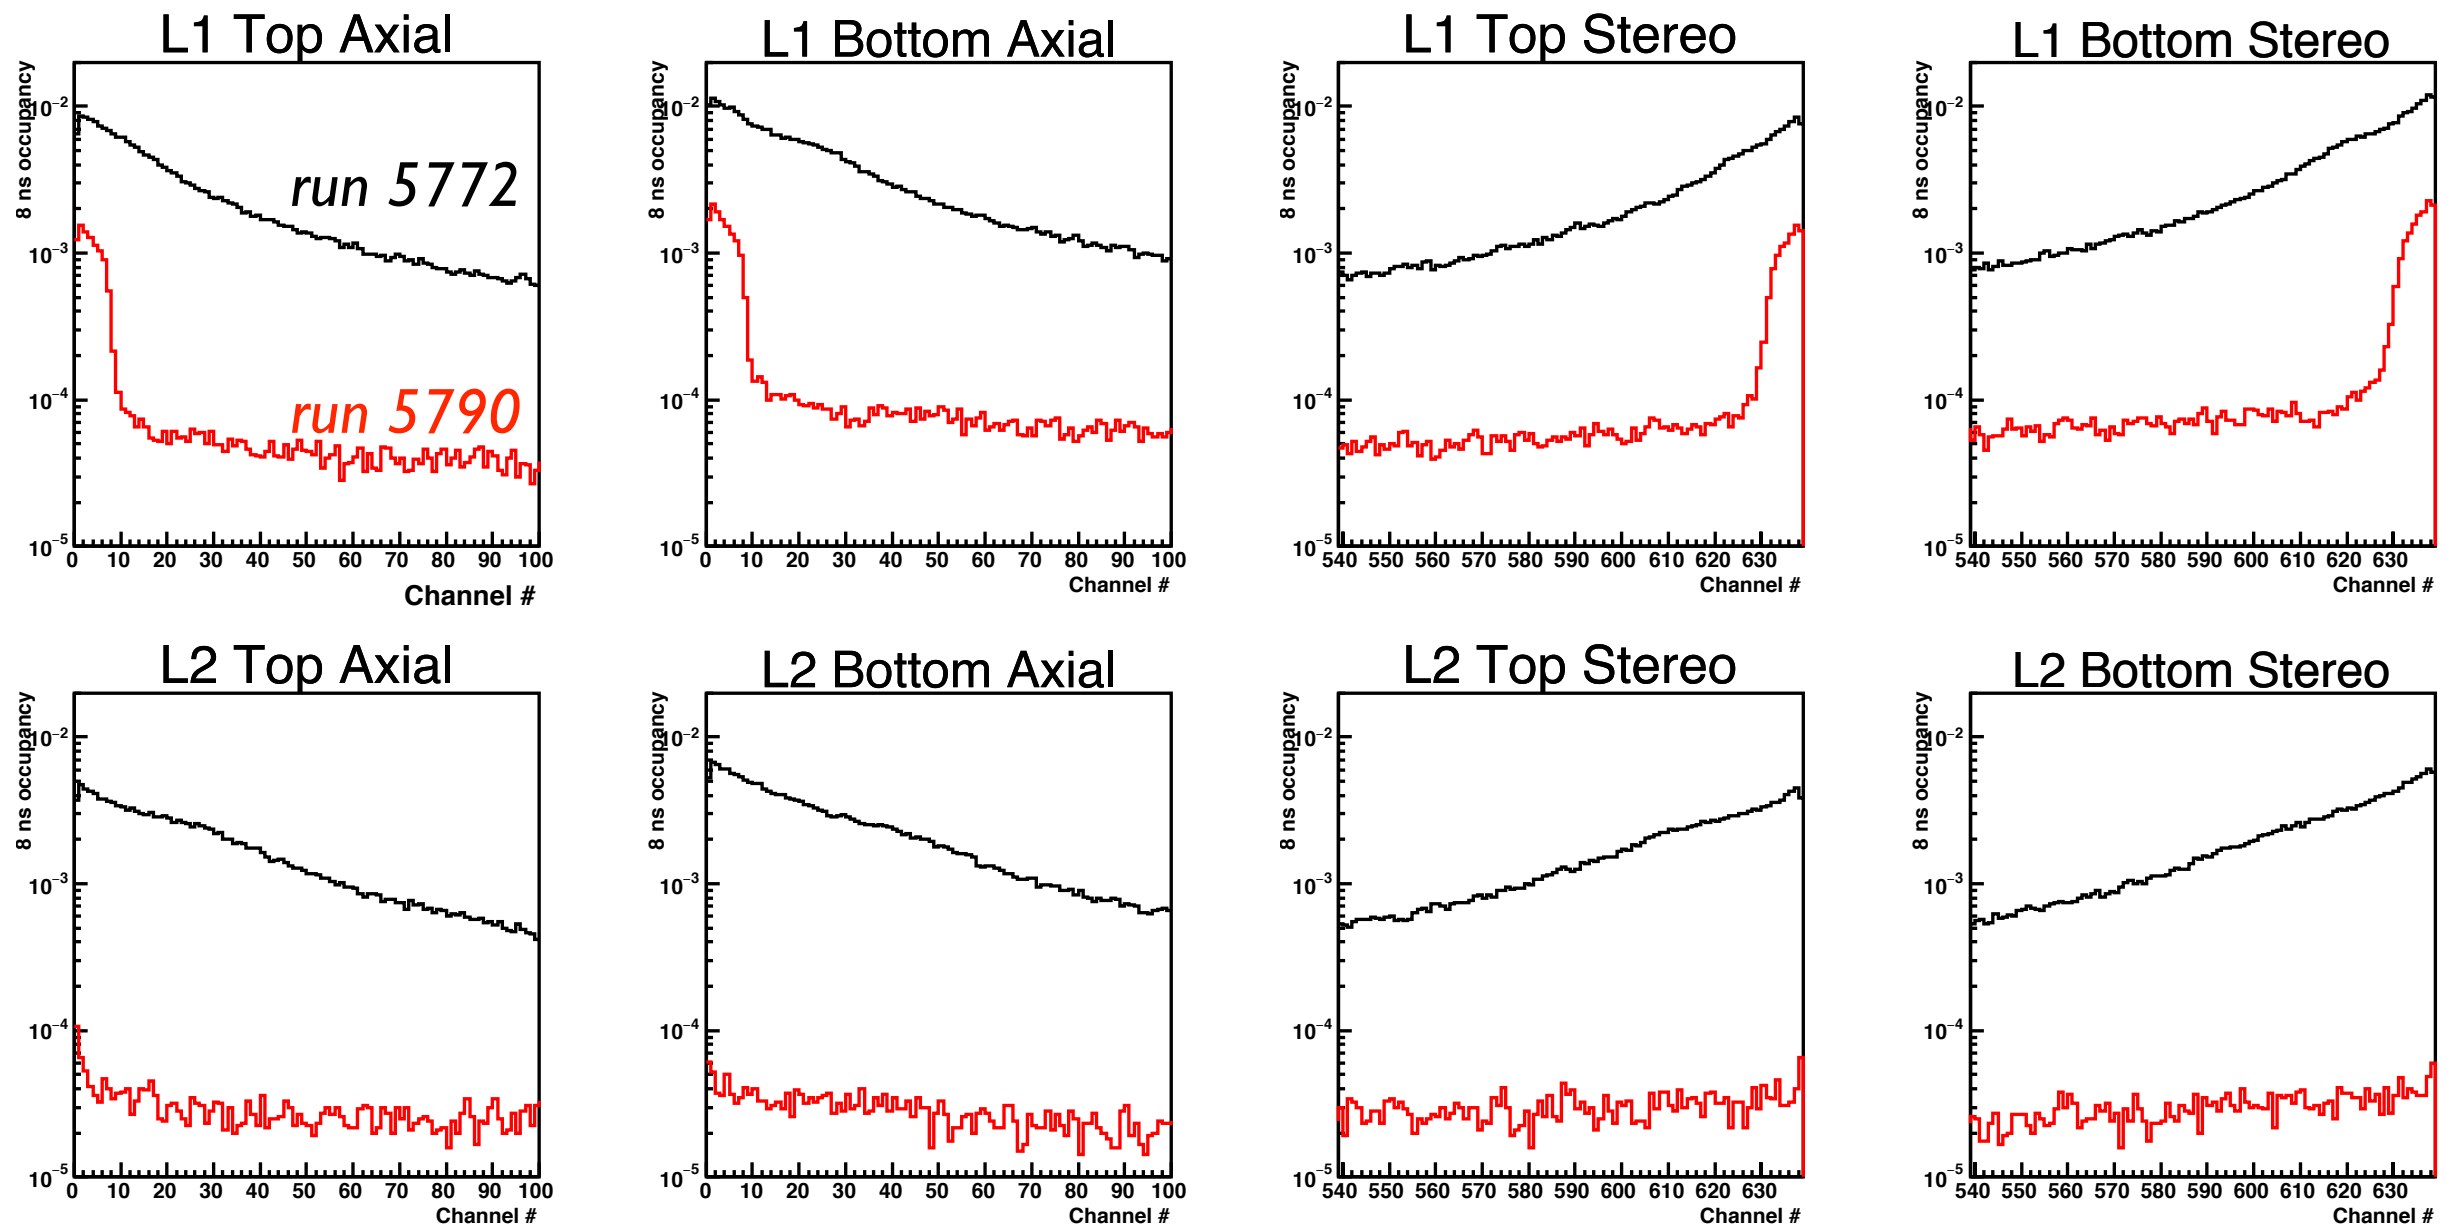 L1 Top Axial
8 ns occupancy
10−2
10−3
10−4
10−5
run 5772
run 5790
0 10 20 30 40 50 60 70 80 90 100
Channel #
L1 Bottom Axial
8 ns occupancy
10−2
10−3
10−4
10−5
0 10 20 30 40 50 60 70 80 90 100
Channel #
L1 Top Stereo
8 ns occupancy
10−2
10−3
10−4
10−5
540 550 560 570 580 590 600 610 620 630
Channel #
L1 Bottom Stereo
8 ns occupancy
10−2
10−3
10−4
10−5
540 550 560 570 580 590 600 610 620 630
Channel #
L2 Top Axial
8 ns occupancy
10−2
10−3
10−4
10−5
0 10 20 30 40 50 60 70 80 90 100
Channel #
L2 Bottom Axial
8 ns occupancy
10−2
10−3
10−4
10−5
0 10 20 30 40 50 60 70 80 90 100
Channel #
L2 Top Stereo
8 ns occupancy
10−2
10−3
10−4
10−5
540 550 560 570 580 590 600 610 620 630
Channel #
L2 Bottom Stereo
8 ns occupancy
10−2
10−3
10−4
10−5
540 550 560 570 580 590 600 610 620 630
Channel #